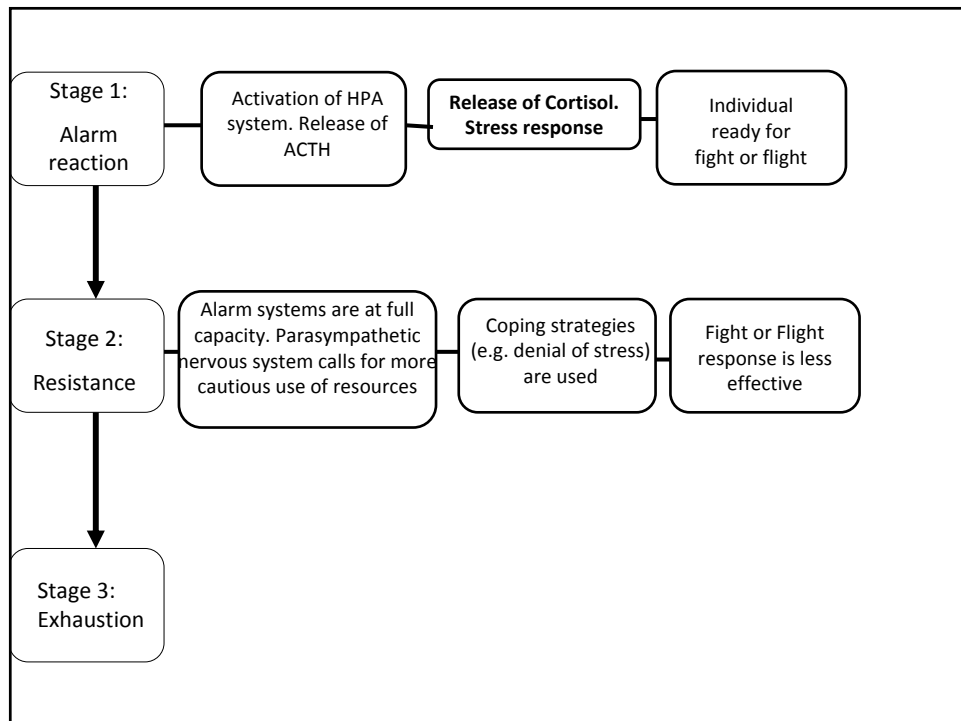 Stage 1:
Alarm
reaction
Activation of HPA
system. Release of
ACTH
Release of Cortisol.
Stress response
Individual
ready for
fight or flight
Stage 2:
Resistance
Alarm systems are at full
capacity. Parasympathetic
nervous system calls for more
cautious use of resources
Coping strategies
(e.g. denial of stress)
are used
Fight or Flight
response is less
effective
Stage 3:
Exhaustion